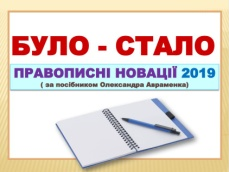 БУЛО - СТАЛО
ПРАВОПИСНІ НОВАЦІЇ 2019
( за посібником Олександра Авраменка)